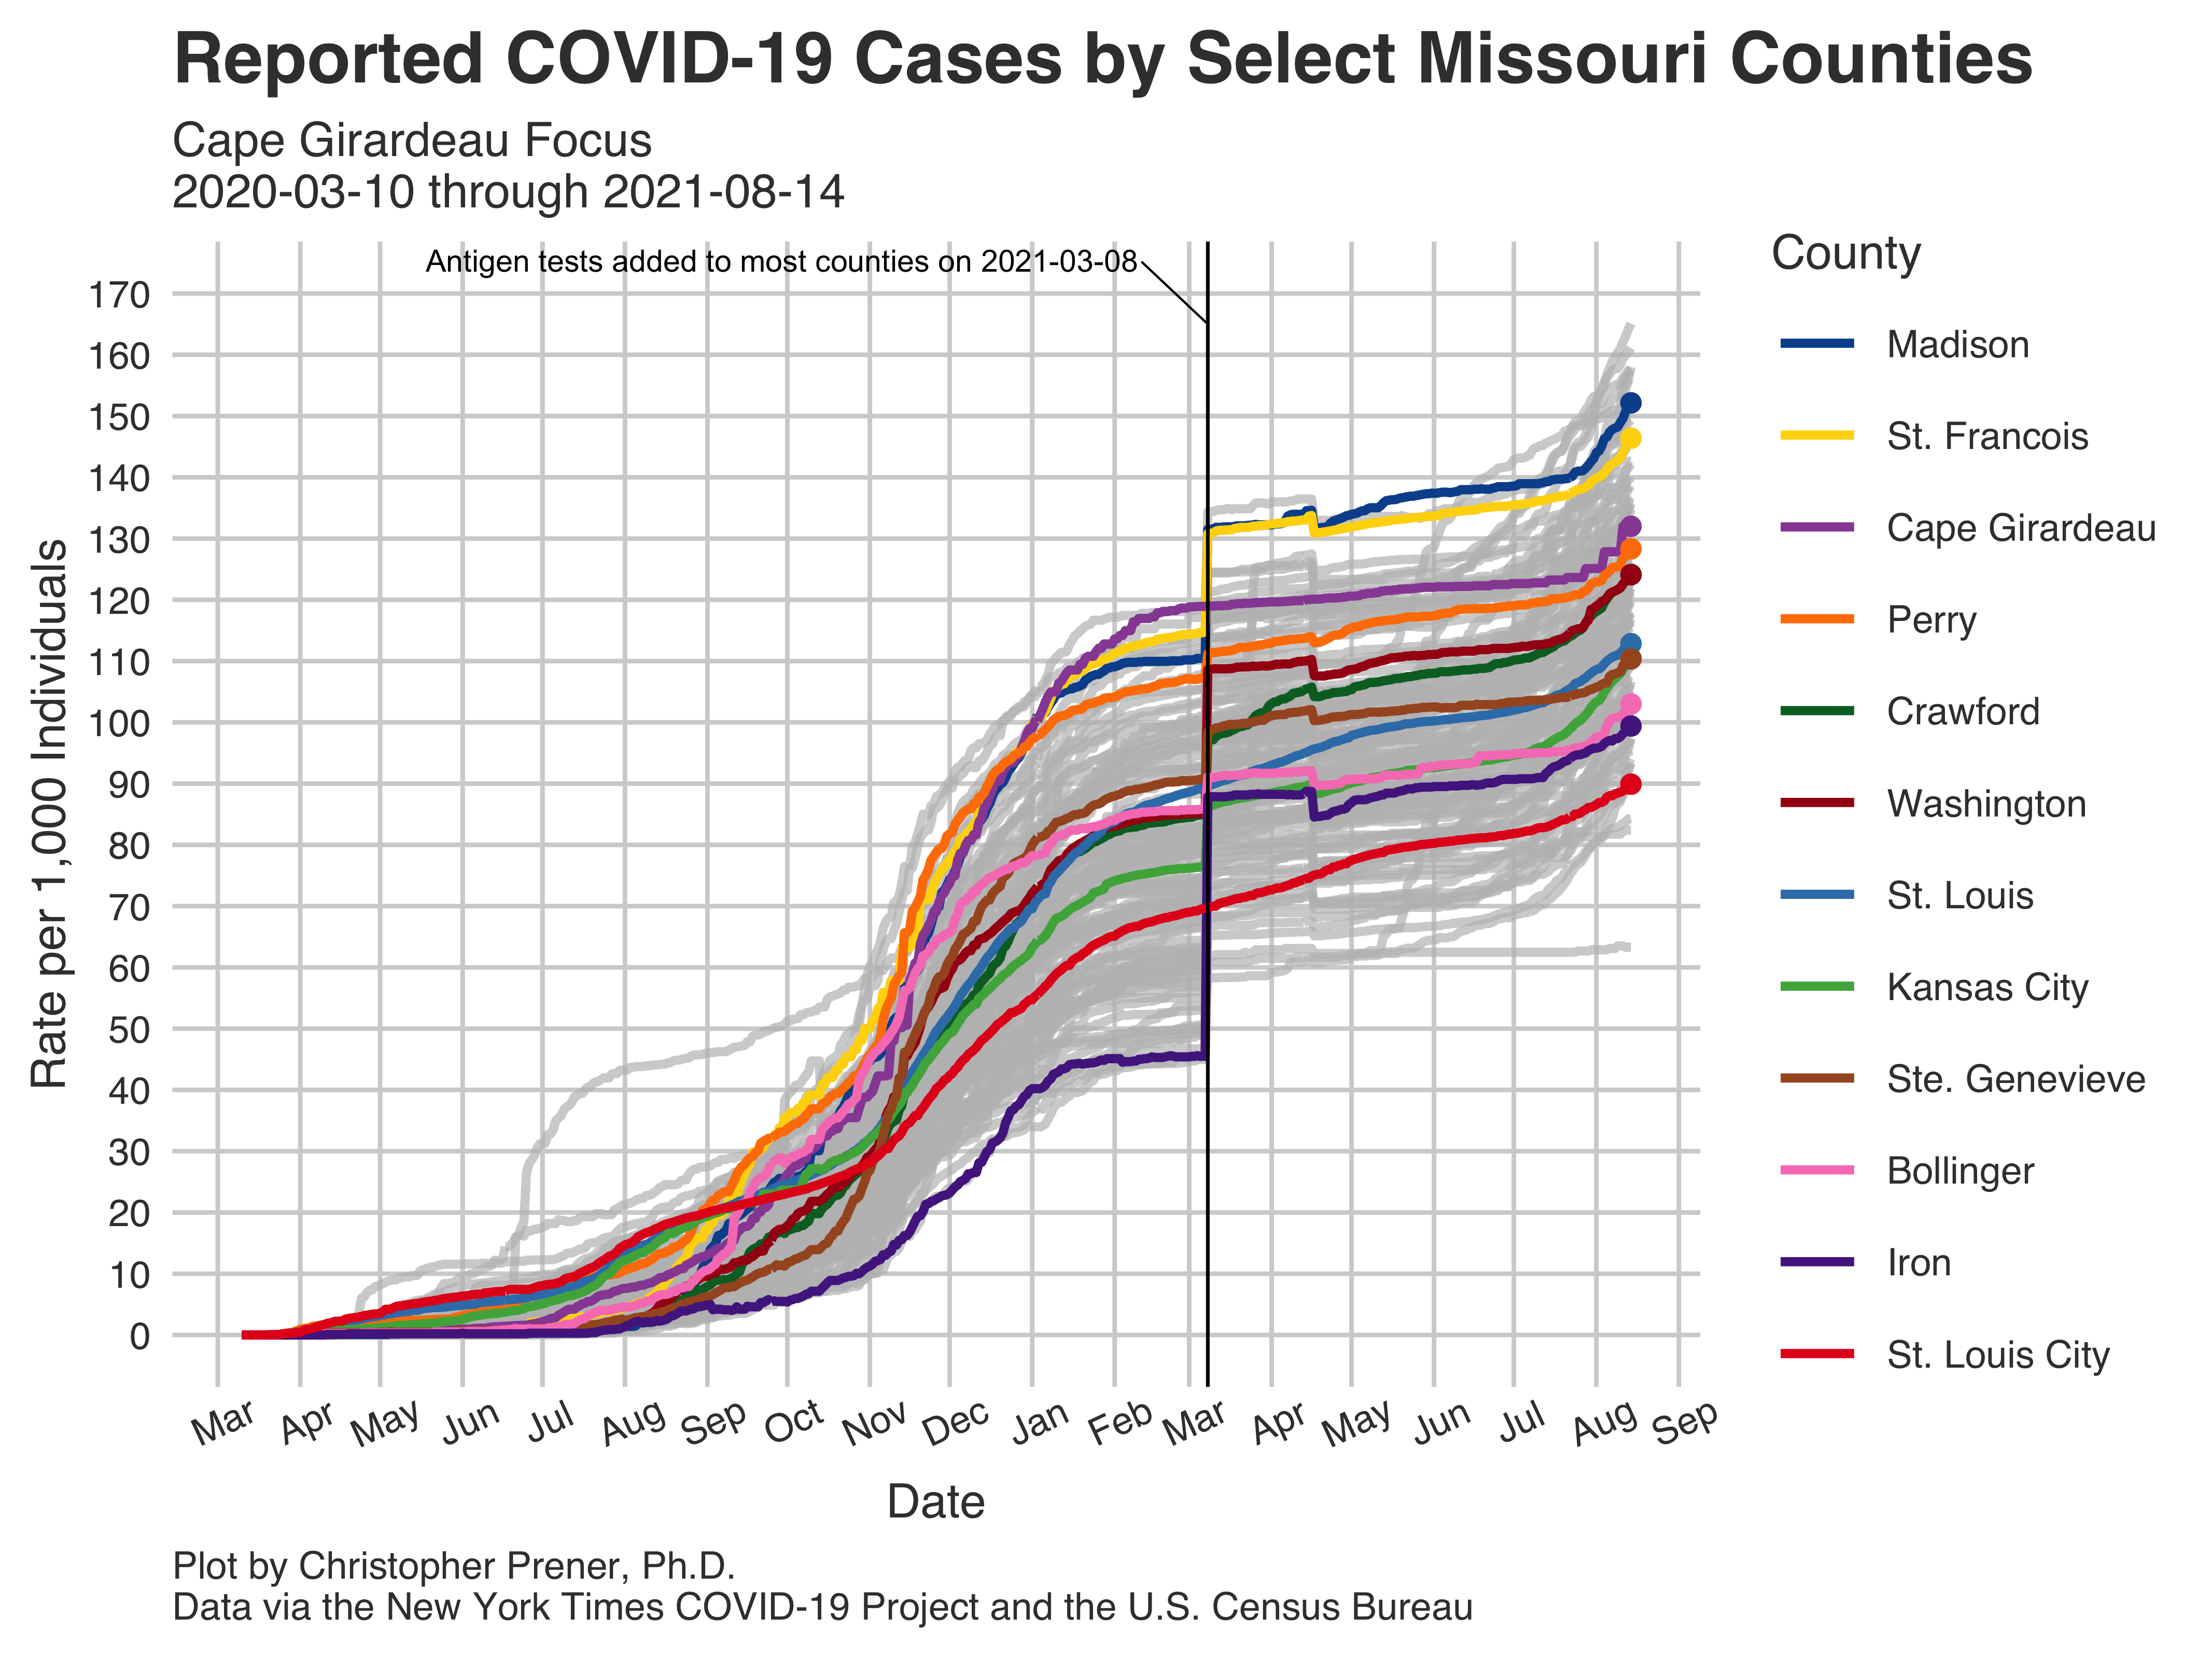 Reported COVID-19 Cases by Select Missouri Counties
Cape Girardeau Focus
2020-03-10 through 2021-08-14
Antigen tests added to most counties on 2021-03-08
Rate per 1,000 Individuals
170
160
150
140
130
120
110
100
90
80
70
60
50
40
30
20
10
0
Mar Apr May Jun Jul Aug Sep Oct Nov Dec Jan Feb Mar Apr May Jun Jul Aug Sep
Date
County
Madison
St. Francois
Cape Girardeau
Perry
Crawford
Washington
St. Louis
Kansas City
Ste. Genevieve
Bollinger
Iron
St. Louis City
Plot by Christopher Prener, Ph.D.
Data via the New York Times COVID-19 Project and the U.S. Census Bureau